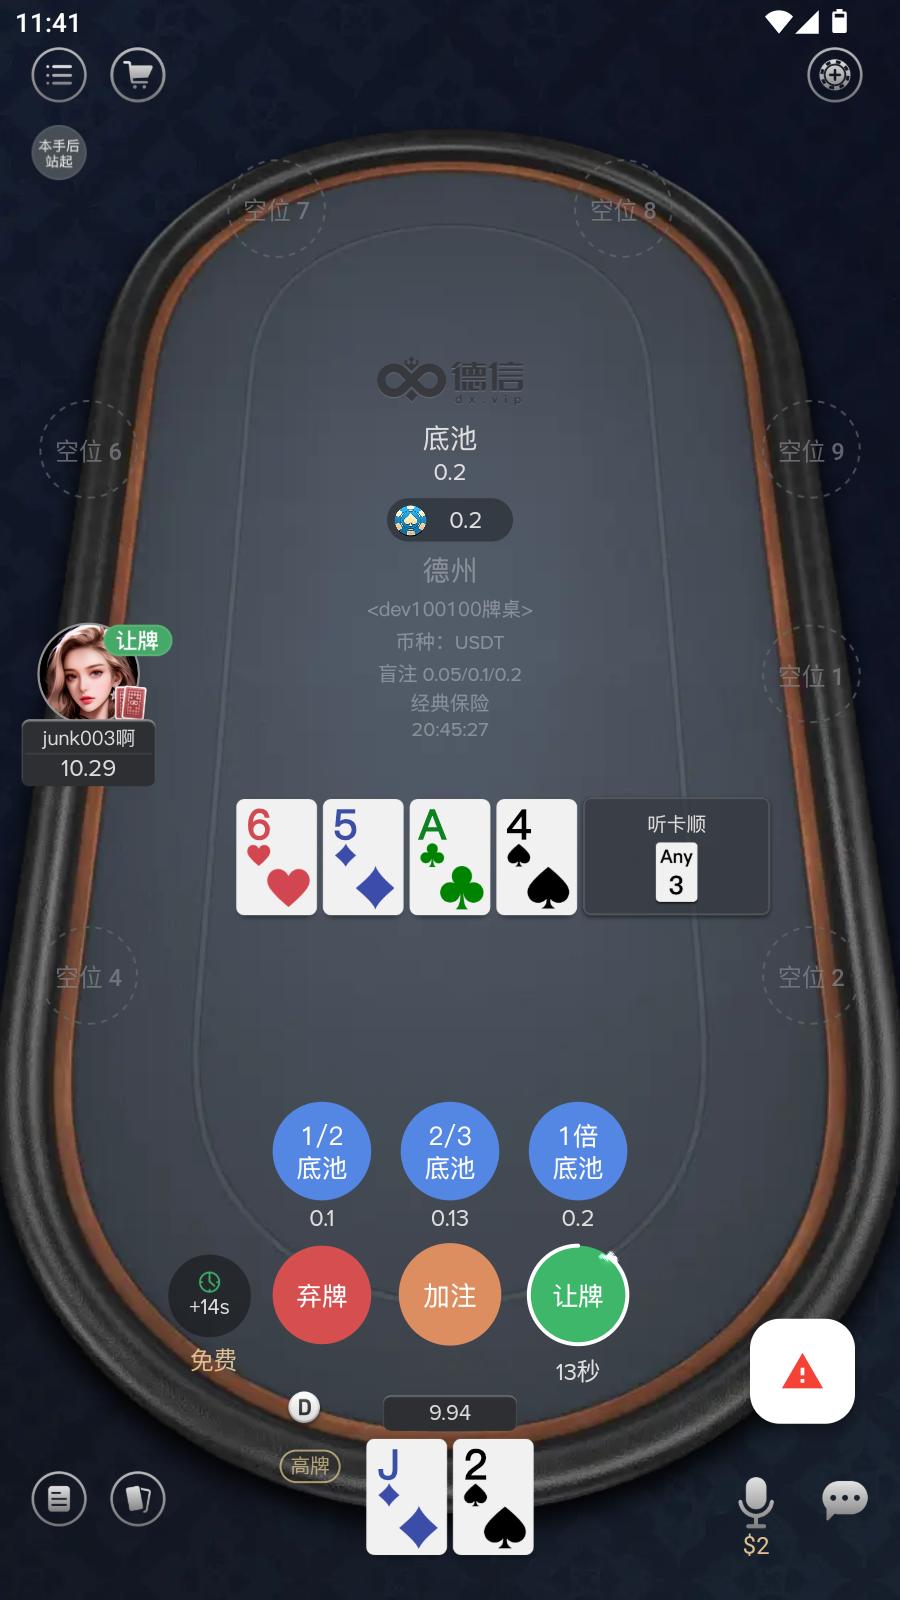 11:41
本手后
站起
空位 7
空位 8
德信
dx.vip
底池
0.2
空位 6
空位 9
0.2
德州
<dev100100牌桌>
币种：USDT
盲注 0.05/0.1/0.2
经典保险
20:45:27
让牌
junk003啊
10.29
空位 1
6
5
A
4
听卡顺
Any
3
空位 4
空位 2
1/2
底池
2/3
底池
1倍
底池
0.1
0.13
0.2
+14s
弃牌
加注
让牌
免费
13秒
D
9.94
高牌
J
2
$2